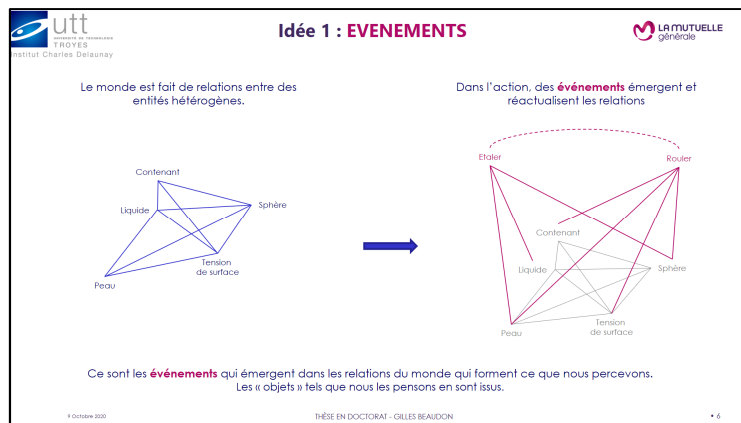 utt
UNIVERSITÉ DE TECHNOLOGIE
TROYES
Institut Charles Delaunay
Idée 1 : EVENEMENTS
LA MUTUELLE
générale
Le monde est fait de relations entre des
entités hétérogènes.
Dans l'action, des événements émergent et
réactualisent les relations
Contenant
Liquide
Sphère
Tension
de surface
Peau
Etaler
Rouler
Contenant
Liquide
Sphère
Tension
de surface
Peau
Ce sont les événements qui émergent dans les relations du monde qui forment ce que nous percevons.
Les « objets » tels que nous les pensons en sont issus.
9 Octobre 2020
THÈSE EN DOCTORAT - GILLES BEAUDON
• 6